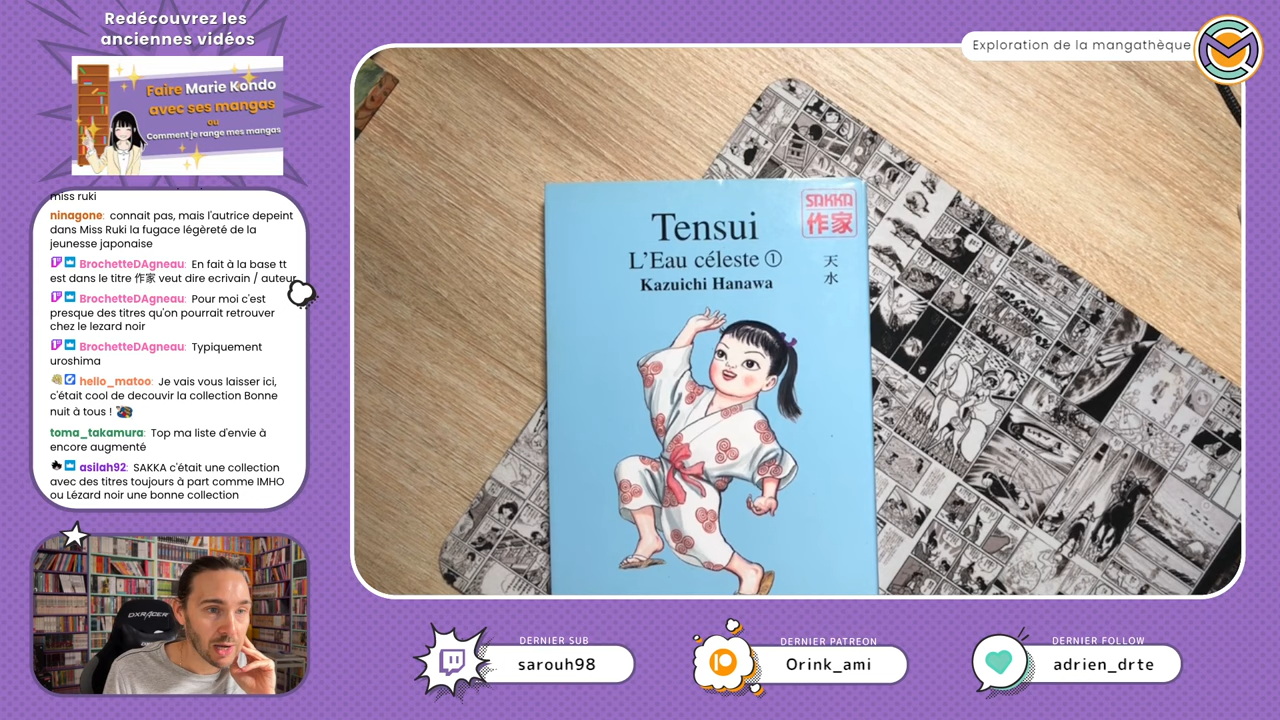 Redécouvrez les
anciennes vidéos
Faire Marie Kondo
avec ses mangas
ou
Comment je range mes mangas
miss ruki
ninagone: connait pas, mais l'autrice depeint
dans Miss Ruki la fugace légèreté de la
jeunesse japonaise
BrochetteDAgneau: En fait à la base tt
est dans le titre 作家 veut dire ecrivain / auteur
BrochetteDAgneau: Pour moi c'est
presque des titres qu'on pourrait retrouver
chez le lezard noir
BrochetteDAgneau: Typiquement
uroshima
hello_matoo: Je vais vous laisser ici,
c'était cool de decouvir la collection Bonne
nuit à tous !
toma_takamura: Top ma liste d'envie à
encore augmenté
asilah92: SAKKA c'était une collection
avec des titres toujours à part comme IMHO
ou Lézard noir une bonne collection
DXRACER
Exploration de la mangathèque
SAKKA
作家
Tensui
L'Eau céleste ①
Kazuichi Hanawa
天水
DERNIER SUB
sarouh98
DERNIER PATREON
Orink_ami
DERNIER FOLLOW
adrien_drte